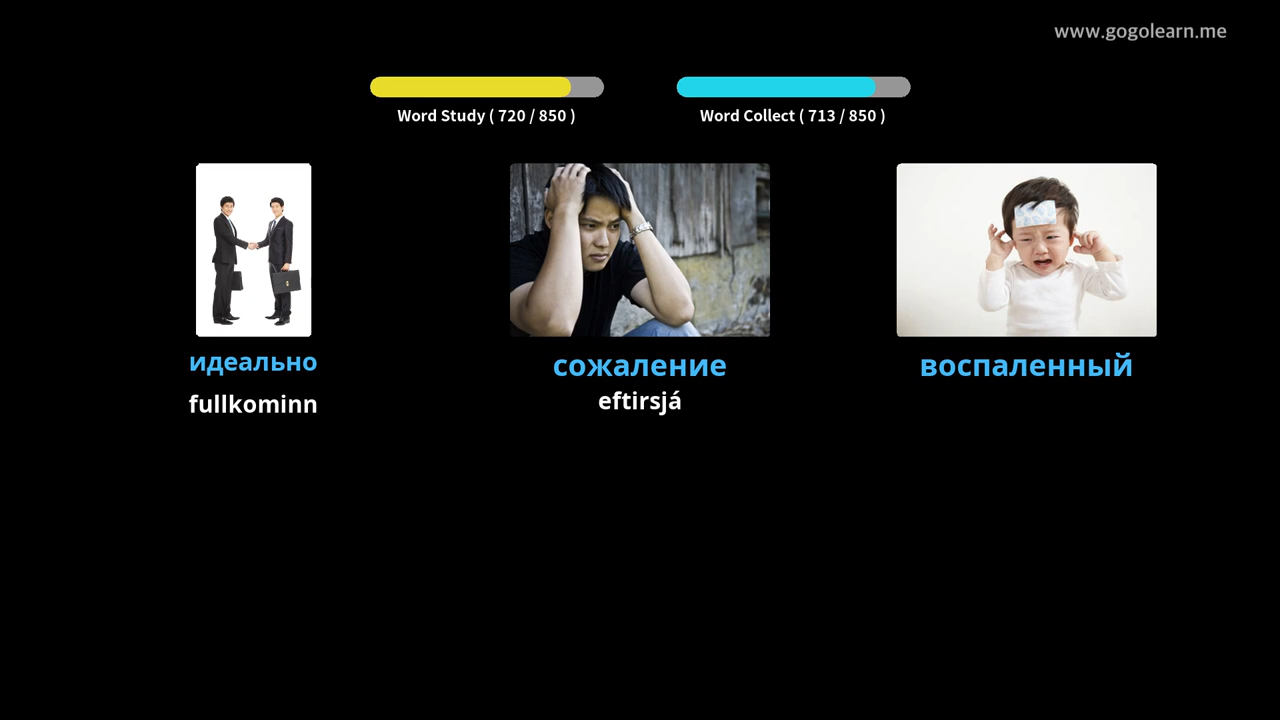 www.gogolearn.me
Word Study ( 720 / 850 )
Word Collect ( 713 / 850 )
идеально
fullkominn
сожаление
eftirsjá
воспаленный